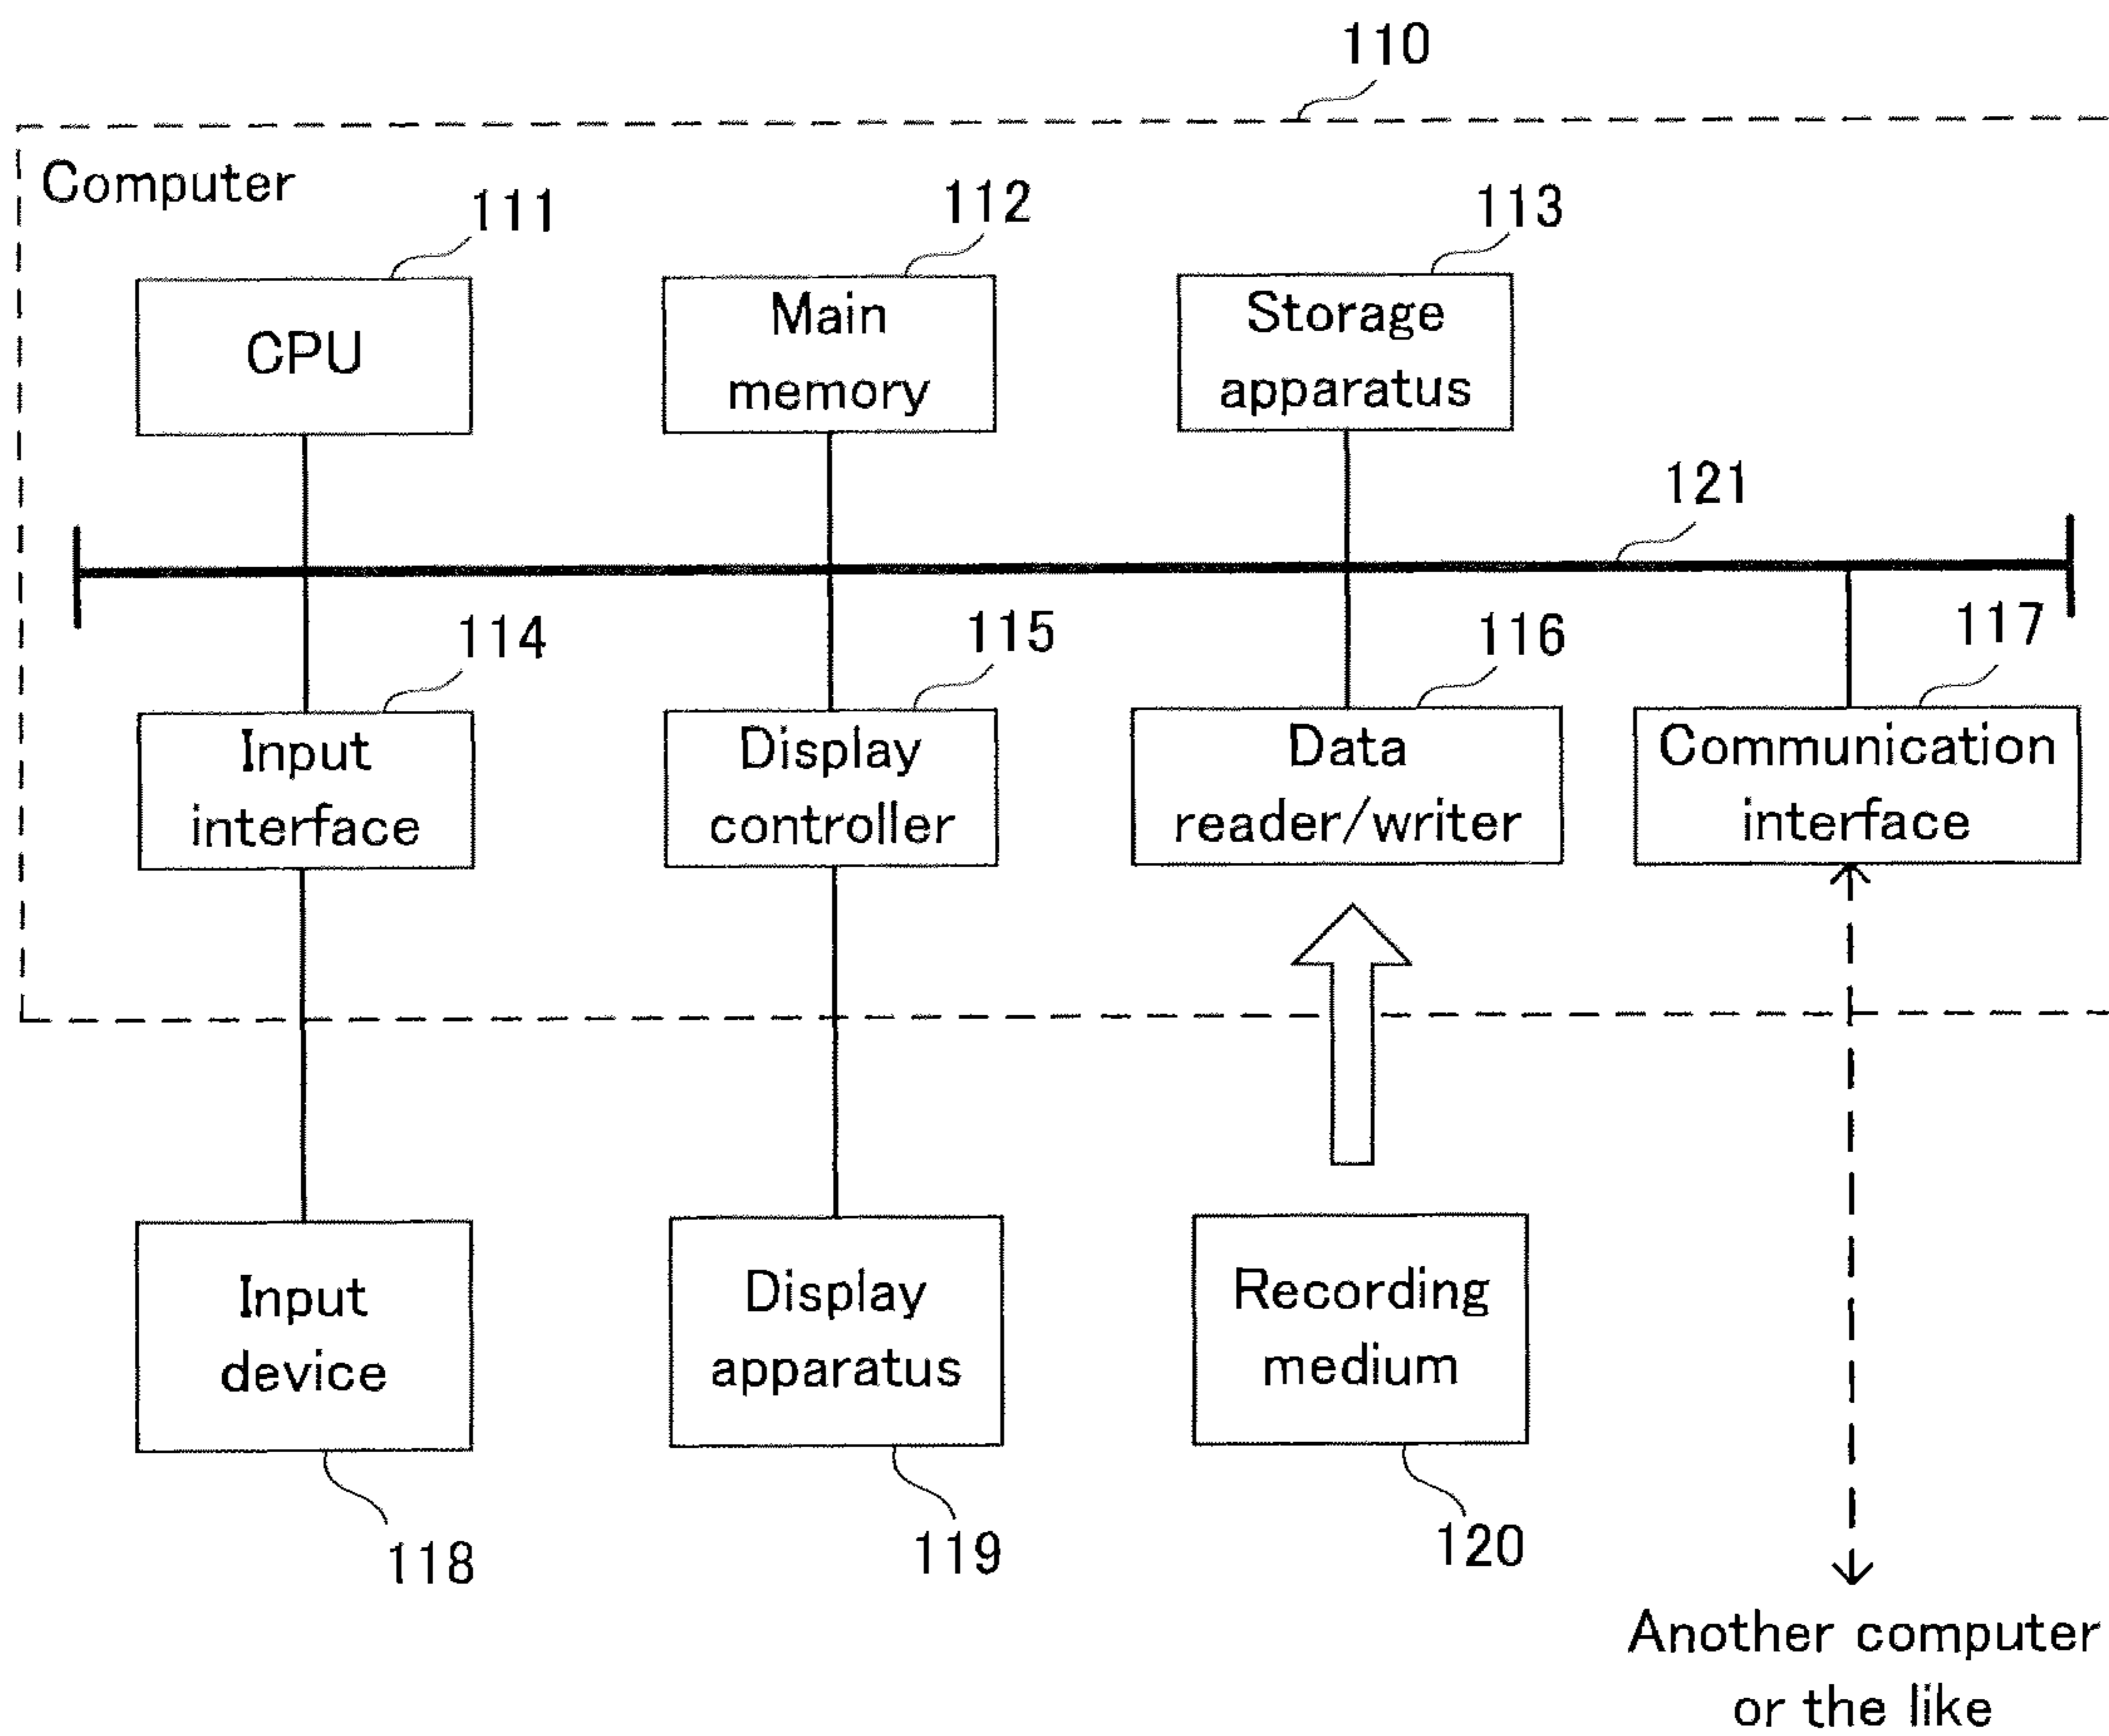 110
Computer
111
112
113
CPU
Main
memory
Storage
apparatus
121
114
115
116
117
Input
interface
Display
controller
Data
reader/writer
Communication
interface
Input
device
Display
apparatus
Recording
medium
118
119
120
Another computer
or the like